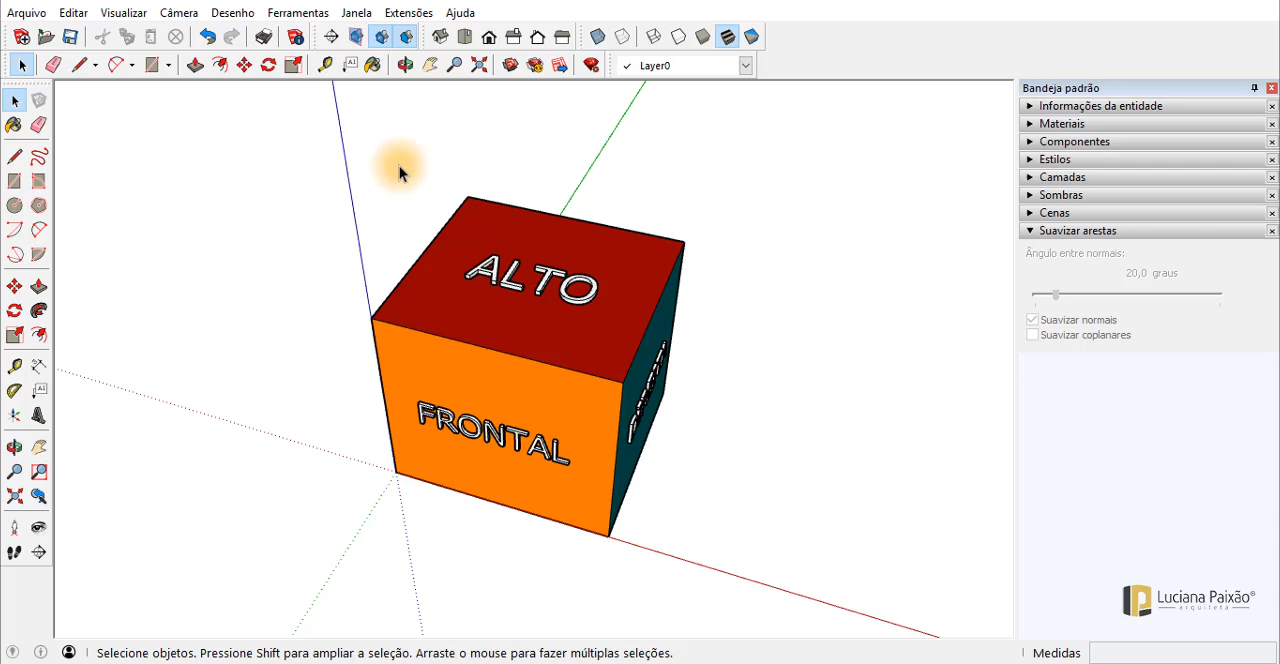 Arquivo Editar Visualizar Câmera Desenho Ferramentas Janela Extensões Ajuda
Layer0
Bandeja padrão
Informações da entidade
Materiais
Componentes
Estilos
Camadas
Sombras
Cenas
Suavizar arestas
Ângulo entre normais:
20,0 graus
Suavizar normais
Suavizar coplanares
ALTO
FRONTAL
Luciana Paixão®
arquiteta
Selecione objetos. Pressione Shift para ampliar a seleção. Arraste o mouse para fazer múltiplas seleções.
Medidas